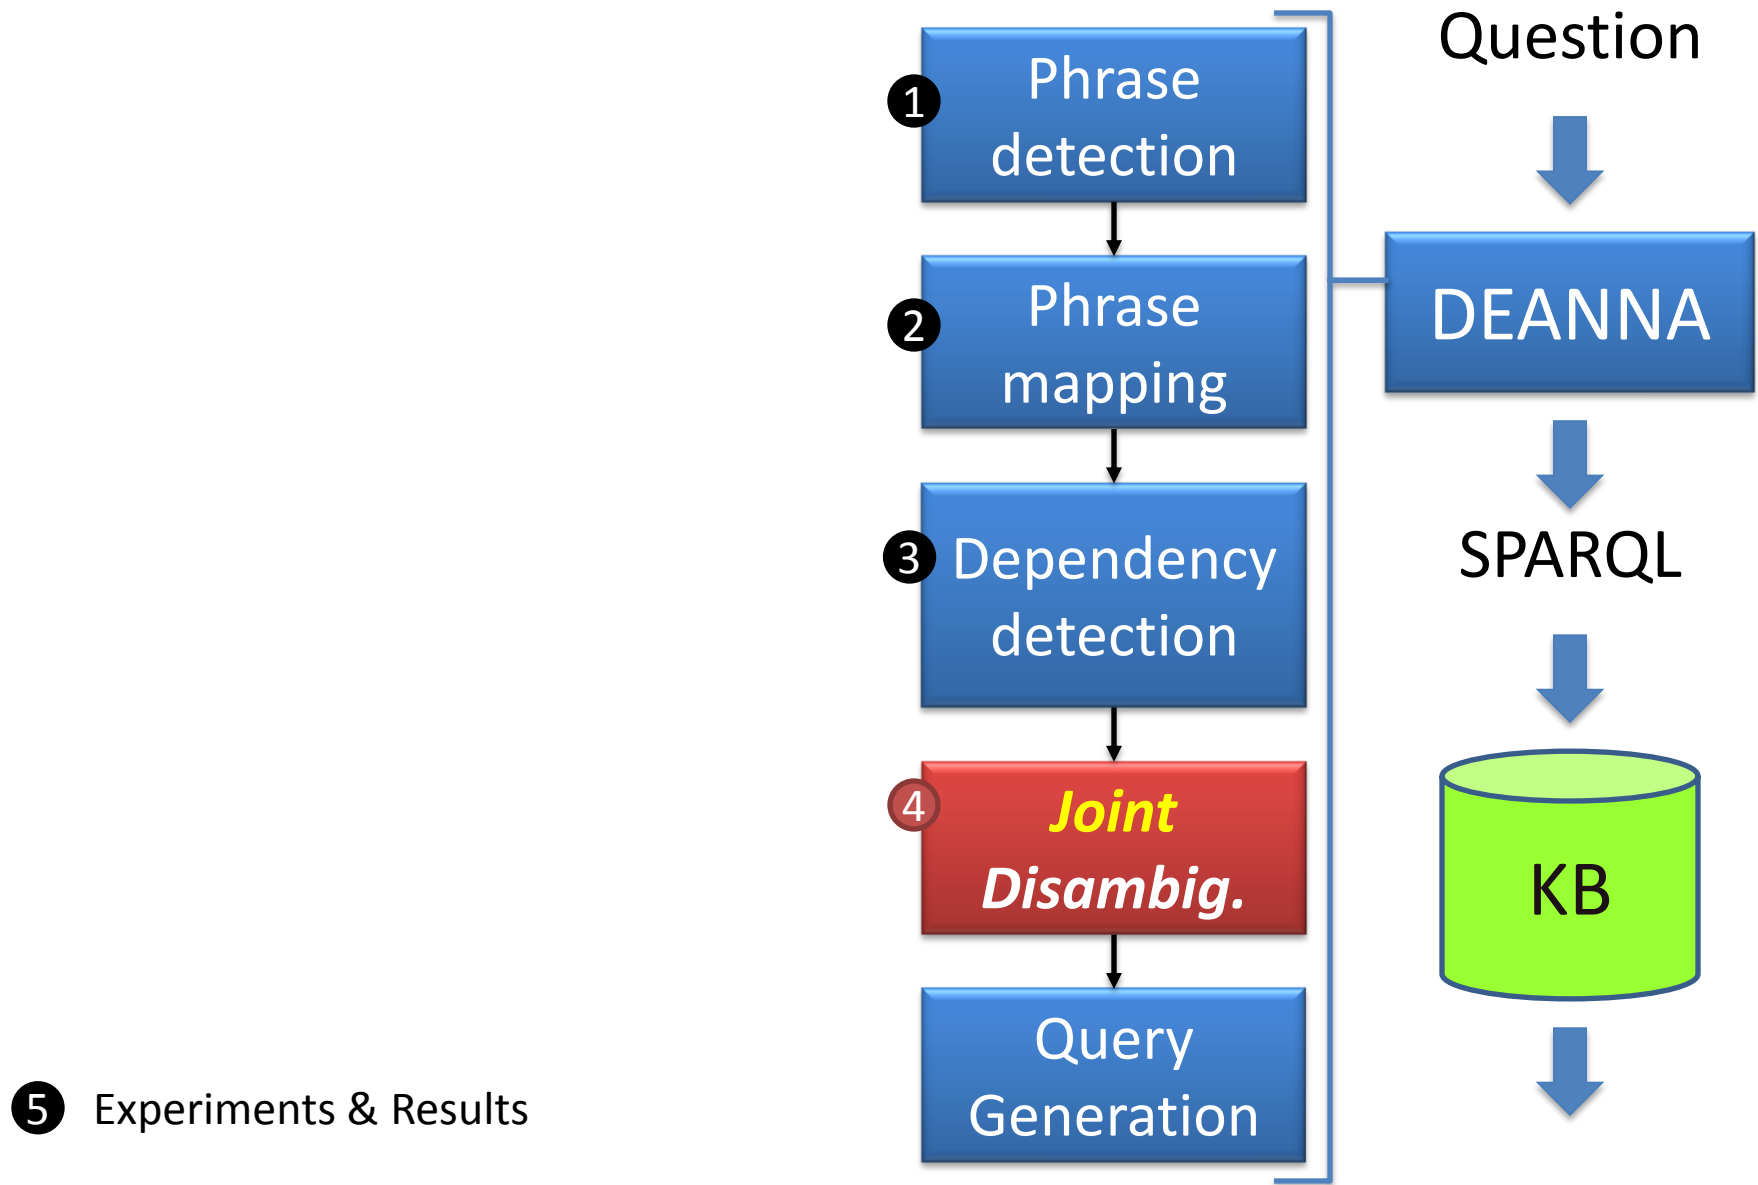 1
Phrase
detection
2
Phrase
mapping
3
Dependency
detection
4
Joint
Disambig.
Query
Generation
5 Experiments & Results
Question
DEANNA
SPARQL
KB